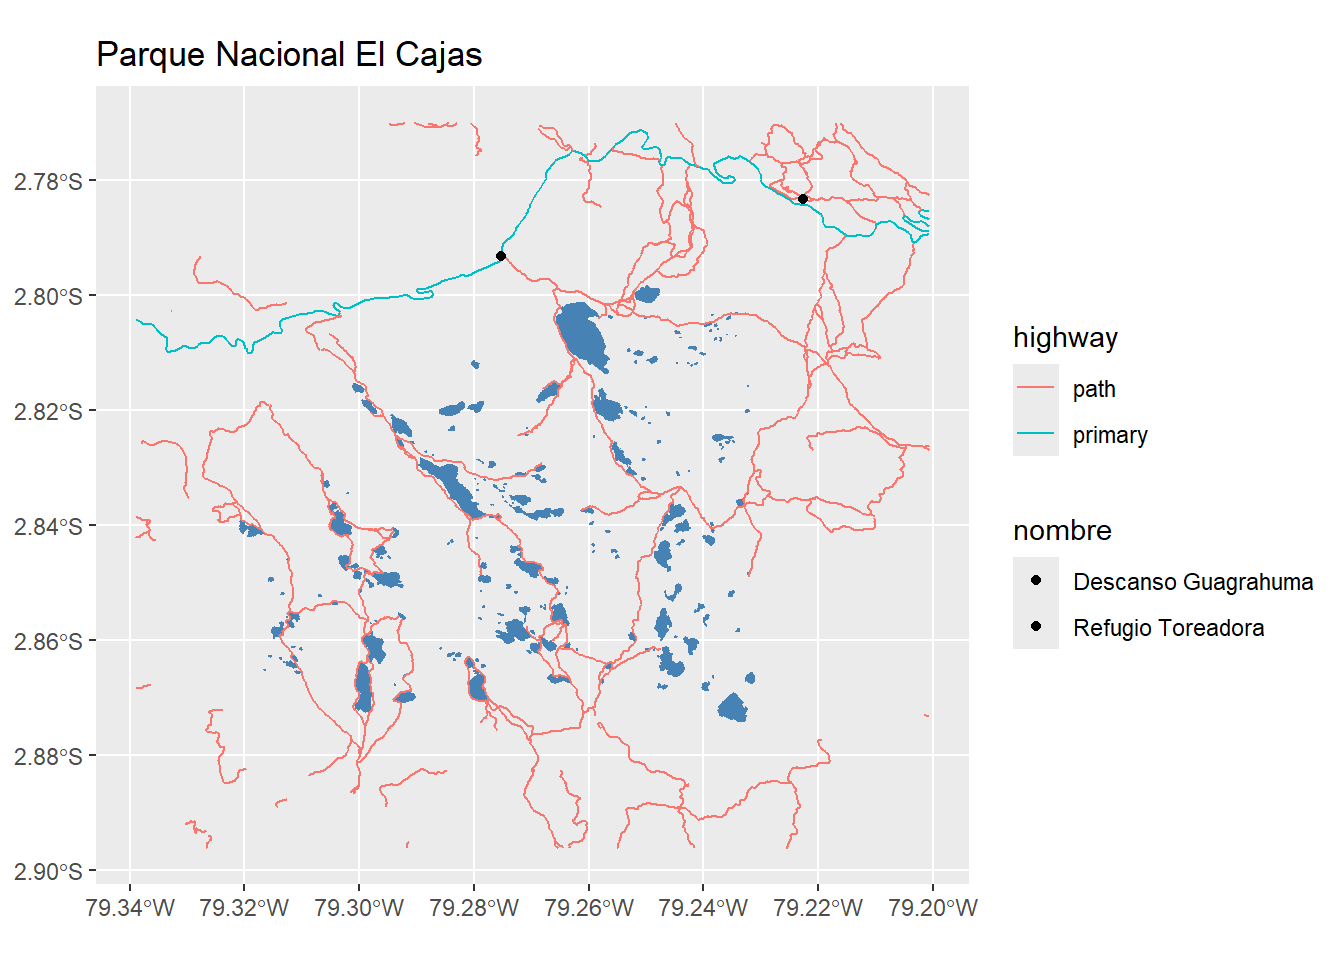 Parque Nacional El Cajas
2.78°S
2.80°S
2.82°S
2.84°S
2.86°S
2.88°S
2.90°S
79.34°W 79.32°W 79.30°W 79.28°W 79.26°W 79.24°W 79.22°W 79.20°W
highway
path
primary
nombre
Descanso Guagrahuma
Refugio Toreadora